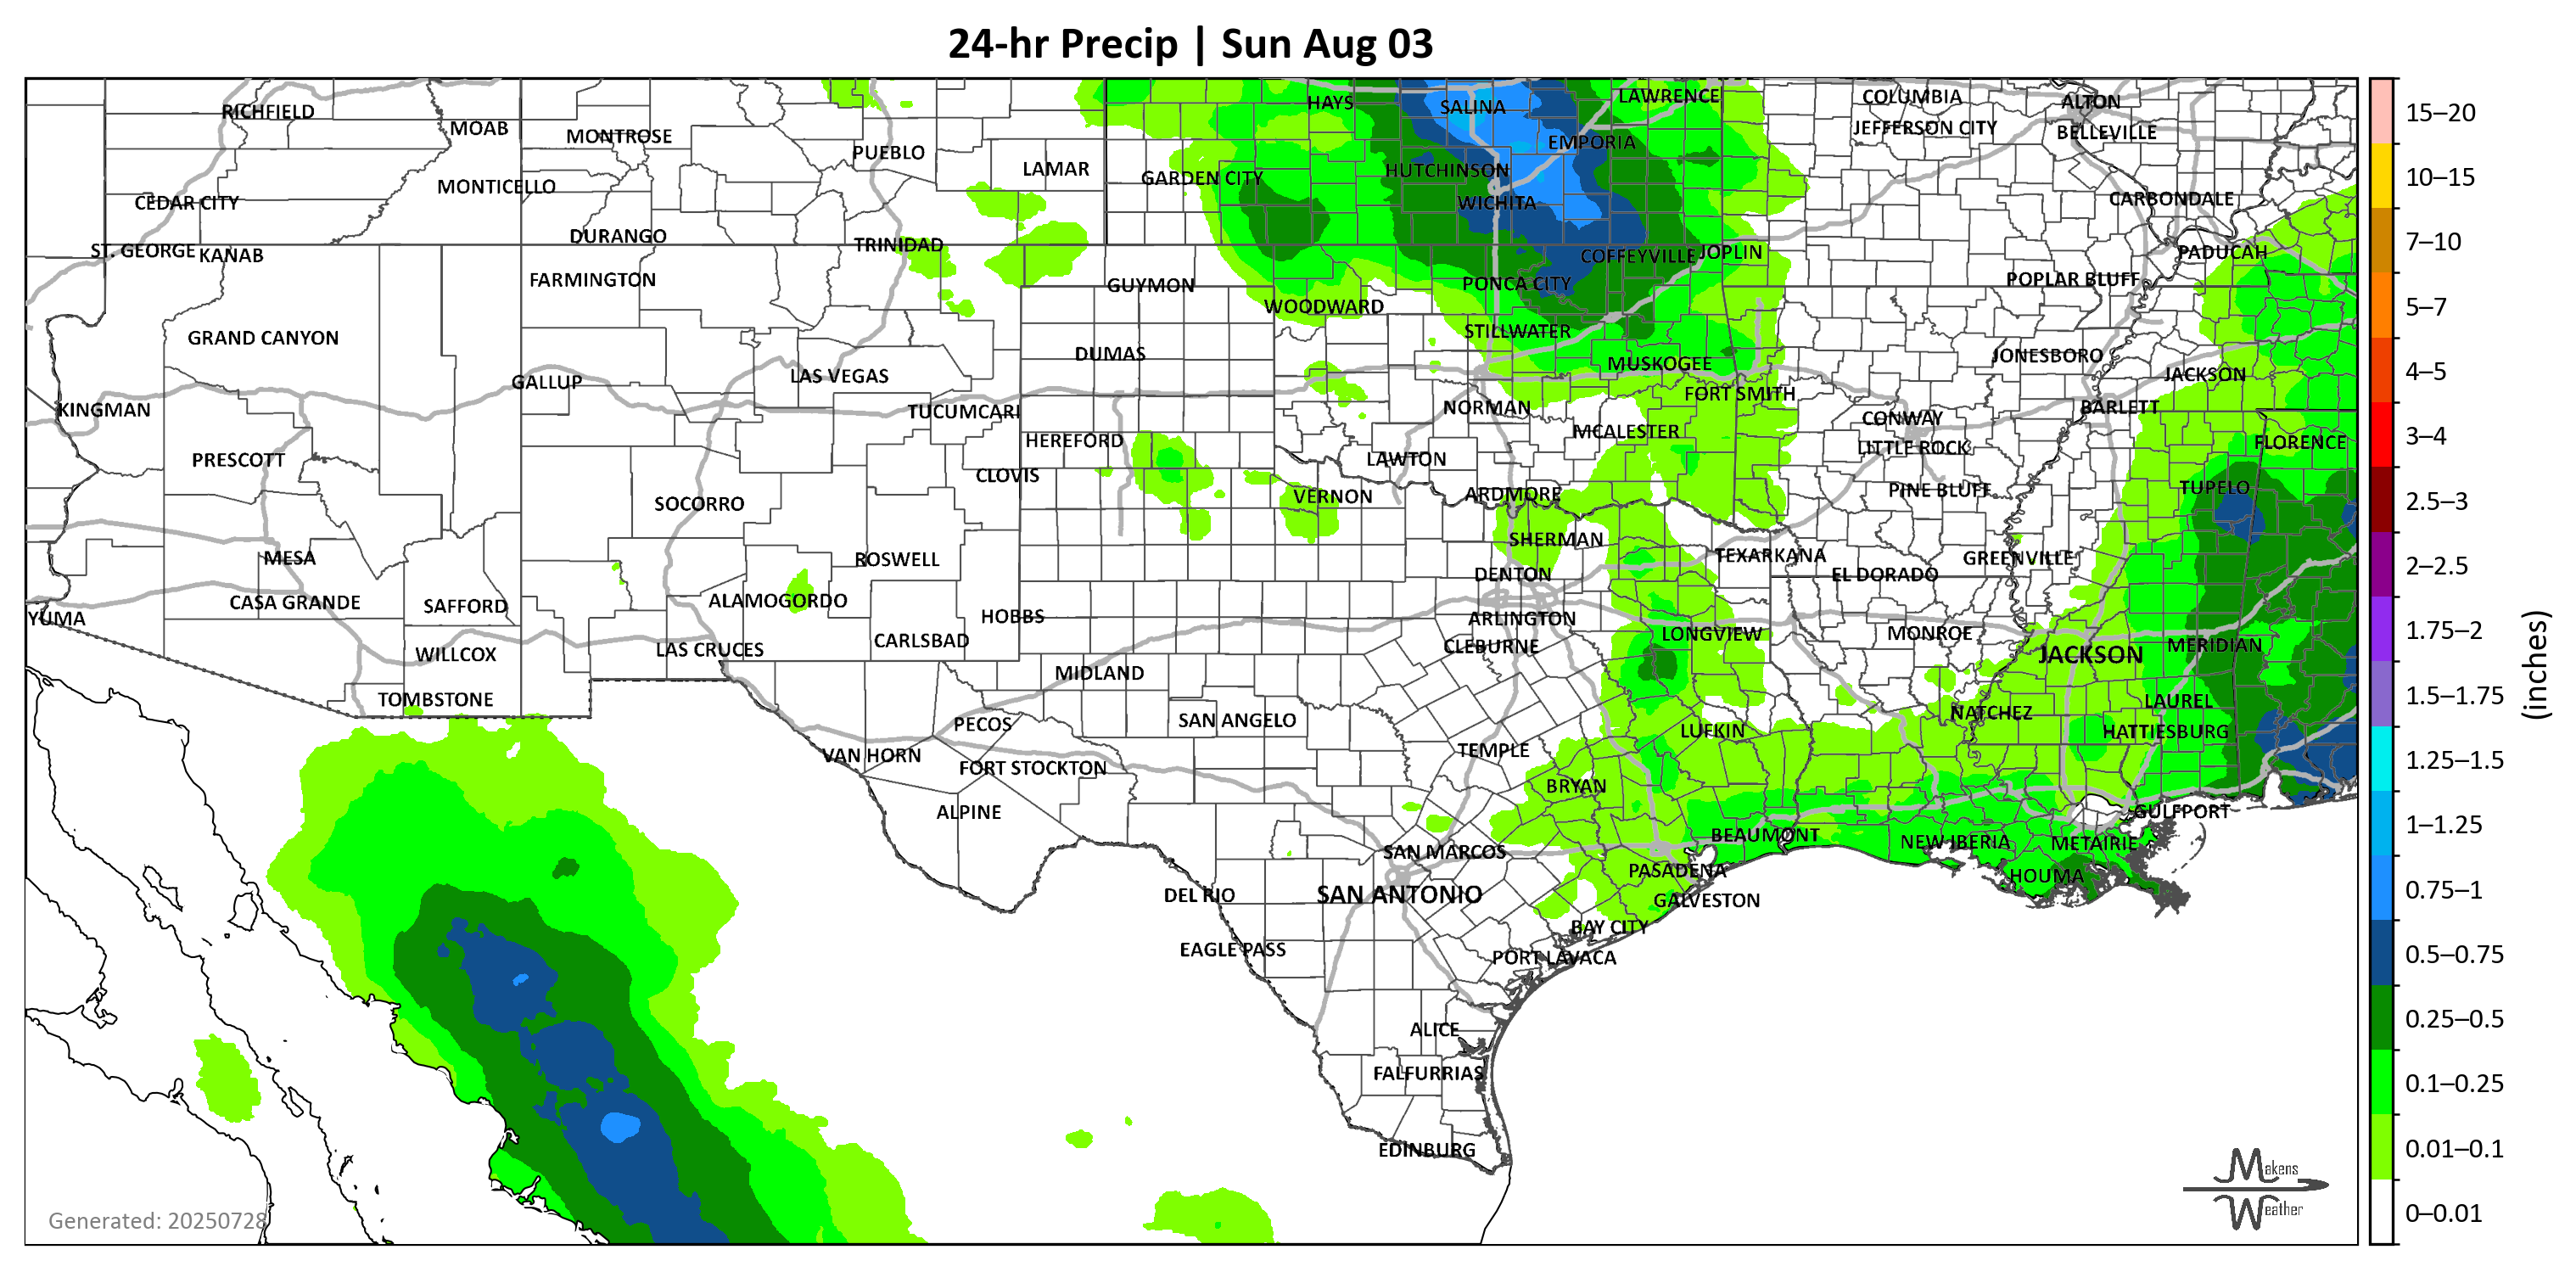 24-hr Precip | Sun Aug 03
RICHFIELD
MOAB
MONTROSE
PUEBLO
LAMAR
HAYS
SALINA
LAWRENCE
COLUMBIA
ALTON
JEFFERSON CITY
BELLEVILLE
EMPORIA
HUTCHINSON
GARDEN CITY
MONTICELLO
CEDAR CITY
WICHITA
CARBONDALE
DURANGO
TRINIDAD
ST. GEORGE
KANAB
COFFEYVILLE
JOPLIN
PADUCAH
FARMINGTON
GUYMON
PONCA CITY
POPLAR BLUFF
WOODWARD
STILLWATER
GRAND CANYON
DUMAS
JONESBORO
MUSKOGEE
LAS VEGAS
GALLUP
JACKSON
FORT SMITH
KINGMAN
TUCUMCARI
NORMAN
BARLETT
CONWAY
MCALESTER
HEREFORD
FLORENCE
LITTLE ROCK
PRESCOTT
LAWTON
CLOVIS
TUPELO
PINE BLUFF
VERNON
ARDMORE
SOCORRO
SHERMAN
MESA
ROSWELL
TEXARKANA
GREENVILLE
DENTON
EL DORADO
CASA GRANDE
SAFFORD
ALAMOGORDO
HOBBS
ARLINGTON
YUMA
LONGVIEW
MONROE
CARLSBAD
CLEBURNE
MERIDIAN
WILLCOX
LAS CRUCES
JACKSON
MIDLAND
TOMBSTONE
LAUREL
NATCHEZ
PECOS
SAN ANGELO
LUFKIN
HATTIESBURG
TEMPLE
VAN HORN
FORT STOCKTON
BRYAN
ALPINE
GULFPORT
BEAUMONT
NEW IBERIA
METAIRIE
SAN MARCOS
PASADENA
HOUMA
DEL RIO
SAN ANTONIO
GALVESTON
BAY CITY
EAGLE PASS
PORT LAVACA
ALICE
FALFURRIAS
EDINBURG
Generated: 20250728
Makens
Weather
15–20
10–15
7–10
5–7
4–5
3–4
2.5–3
2–2.5
1.75–2
1.5–1.75
1.25–1.5
1–1.25
0.75–1
0.5–0.75
0.25–0.5
0.1–0.25
0.01–0.1
0–0.01
(inches)